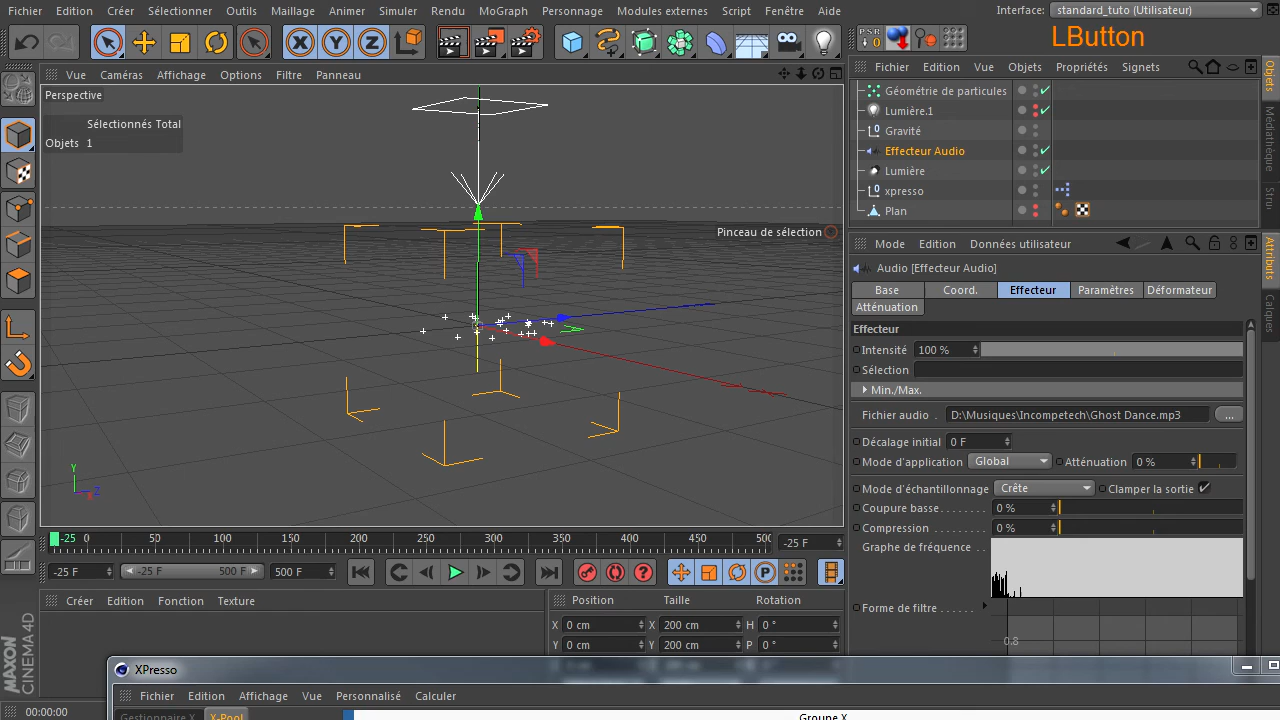 Fichier Edition Créer Sélectionner Outils Maillage Animer Simuler Rendu MoGraph Personnage Modules externes Script Fenêtre Aide Interface: standard_tuto (Utilisateur)
X Y Z
PSR
0
LButton
Vue Caméras Affichage Options Filtre Panneau
Fichier Edition Vue Objets Propriétés Signets
Perspective
Sélectionnés Total
Objets 1
Pinceau de sélection
Y
Z
Géométrie de particules
Lumière.1
Gravité
Effecteur Audio
Lumière
xpresso
Plan
Objets
Médiathèque
Stru
Attributs
Calques
Mode Edition Données utilisateur
Audio [Effecteur Audio]
Base Coord. Effecteur Paramètres Déformateur
Atténuation
Effecteur
Intensité 100 %
Sélection
Min./Max.
Fichier audio . D:\Musiques\Incompetech\Ghost Dance.mp3 ...
Décalage initial 0 F
Mode d'application Global Atténuation 0 %
Mode d'échantillonnage Crête Clamper la sortie
Coupure basse........ 0 %
Compression ........ 0 %
Graphe de fréquence ..
Forme de filtre......
0.8
-25 0 50 100 150 200 250 300 350 400 450 500 -25 F
-25 F -25 F 500 F 500 F
Créer Edition Fonction Texture
Position Taille Rotation
X 0 cm X 200 cm H 0 °
Y 0 cm Y 200 cm P 0 °
MAXON
CINEMA 4D
00:00:00
XPresso
Fichier Edition Affichage Vue Personnalisé Calculer
Gestionnaire X X-Pool Groupe X